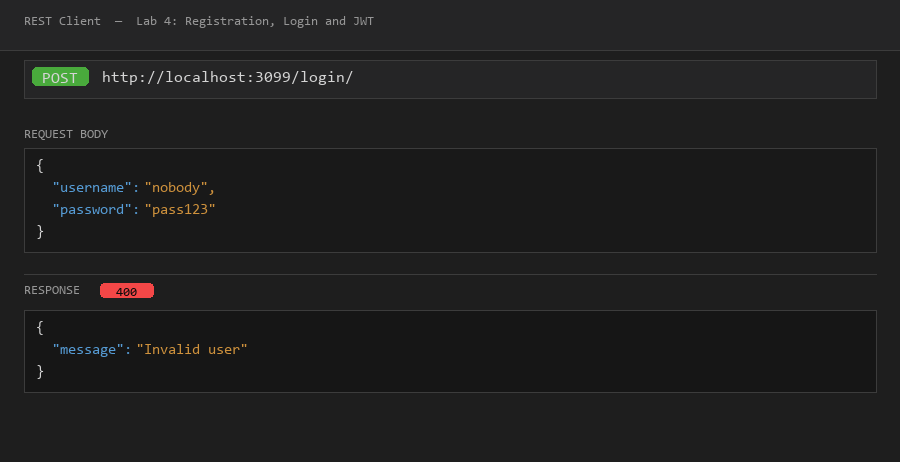 REST Client — Lab 4: Registration, Login and JWT
POST http://localhost:3099/login/
REQUEST BODY
{
"username": "nobody",
"password": "pass123"
}
RESPONSE 400
{
"message": "Invalid user"
}